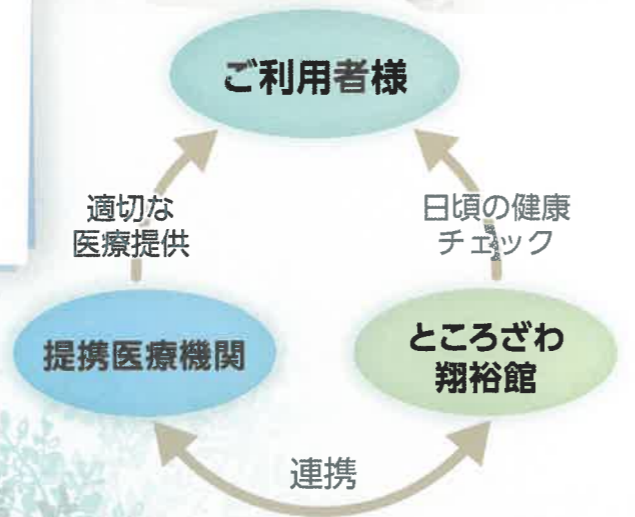 ご利用者様
適切な
医療提供
日頃の健康
チェック
提携医療機関
ところざわ
翔裕館
連携